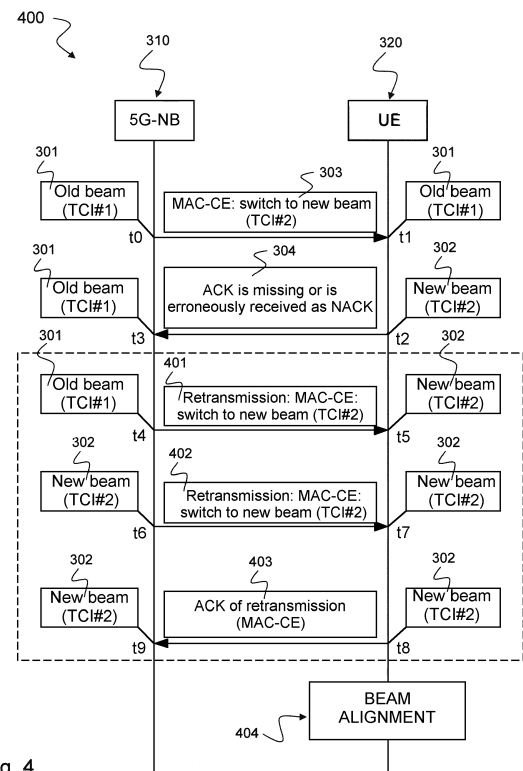 400
310
320
5G-NB
UE
301
303
301
Old beam
(TCI#1)
MAC-CE: switch to new beam
(TCI#2)
Old beam
(TCI#1)
t0
t1
301
304
302
Old beam
(TCI#1)
ACK is missing or is
erroneously received as NACK
New beam
(TCI#2)
t3
t2
301
401
302
Old beam
(TCI#1)
Retransmission: MAC-CE:
switch to new beam (TCI#2)
New beam
(TCI#2)
t4
t5
302
402
302
New beam
(TCI#2)
Retransmission: MAC-CE:
switch to new beam (TCI#2)
New beam
(TCI#2)
t6
t7
302
403
302
New beam
(TCI#2)
ACK of retransmission
(MAC-CE)
New beam
(TCI#2)
t9
t8
BEAM
ALIGNMENT
404
g. 4